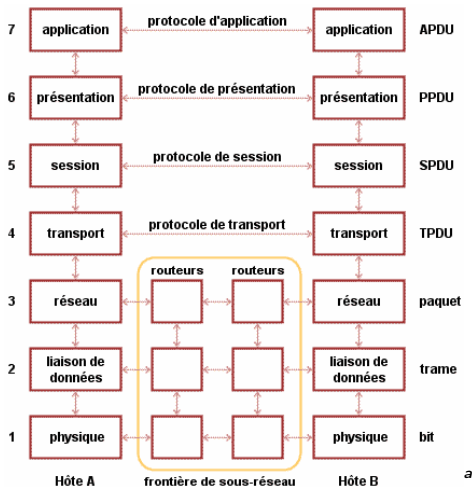 7 application protocole d'application application APDU
6 présentation protocole de présentation présentation PPDU
5 session protocole de session session SPDU
4 transport protocole de transport transport TPDU
routeurs routeurs
3 réseau réseau paquet
2 liaison de données liaison de données trame
1 physique physique bit
Hôte A frontière de sous-réseau Hôte B
a